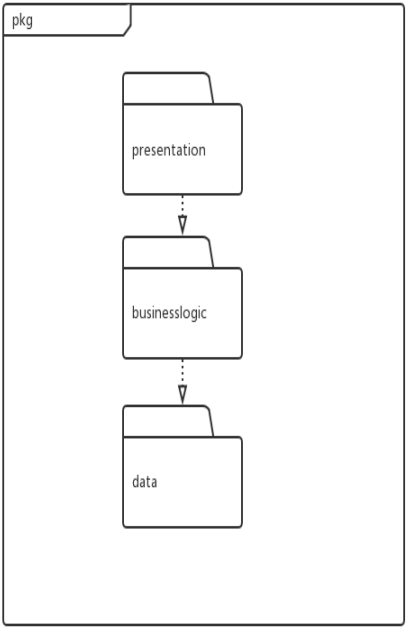 pkg
presentation
businesslogic
data